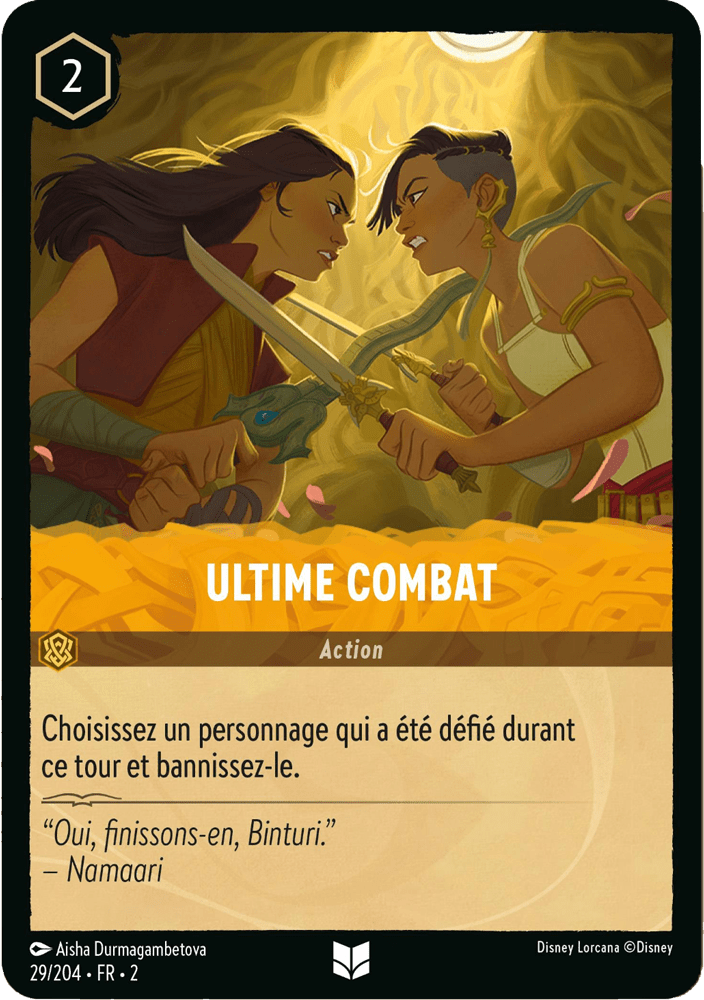 2
ULTIME COMBAT
Action
Choisissez un personnage qui a été défié durant
ce tour et bannissez-le.
“Oui, finissons-en, Binturi.”
– Namaari
Aisha Durmagambetova
Disney Lorcana ©Disney
29/204 • FR • 2